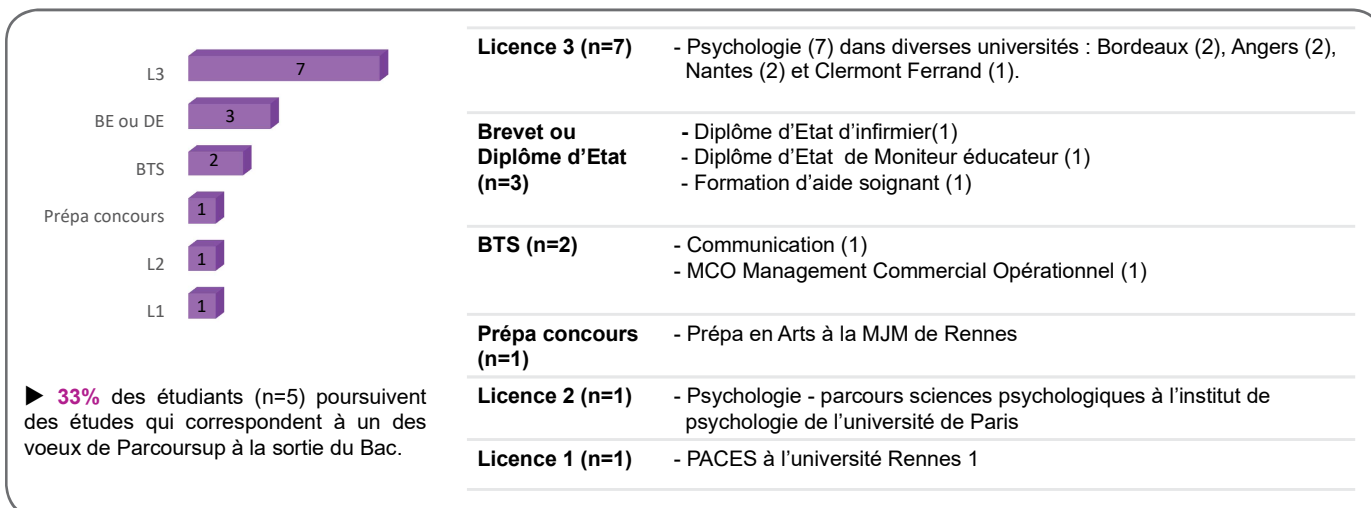 L3
7
BE ou DE
3
BTS
2
Prépa concours
1
L2
1
L1
1
▶ 33% des étudiants (n=5) poursuivent
des études qui correspondent à un des
voeux de Parcoursup à la sortie du Bac.
Licence 3 (n=7)
- Psychologie (7) dans diverses universités : Bordeaux (2), Angers (2),
Nantes (2) et Clermont Ferrand (1).
Brevet ou
Diplôme d'Etat
(n=3)
- Diplôme d'Etat d'infirmier(1)
- Diplôme d'Etat de Moniteur éducateur (1)
- Formation d'aide soignant (1)
BTS (n=2)
- Communication (1)
- MCO Management Commercial Opérationnel (1)
Prépa concours
(n=1)
- Prépa en Arts à la MJM de Rennes
Licence 2 (n=1)
- Psychologie - parcours sciences psychologiques à l'institut de
psychologie de l'université de Paris
Licence 1 (n=1)
- PACES à l'université Rennes 1